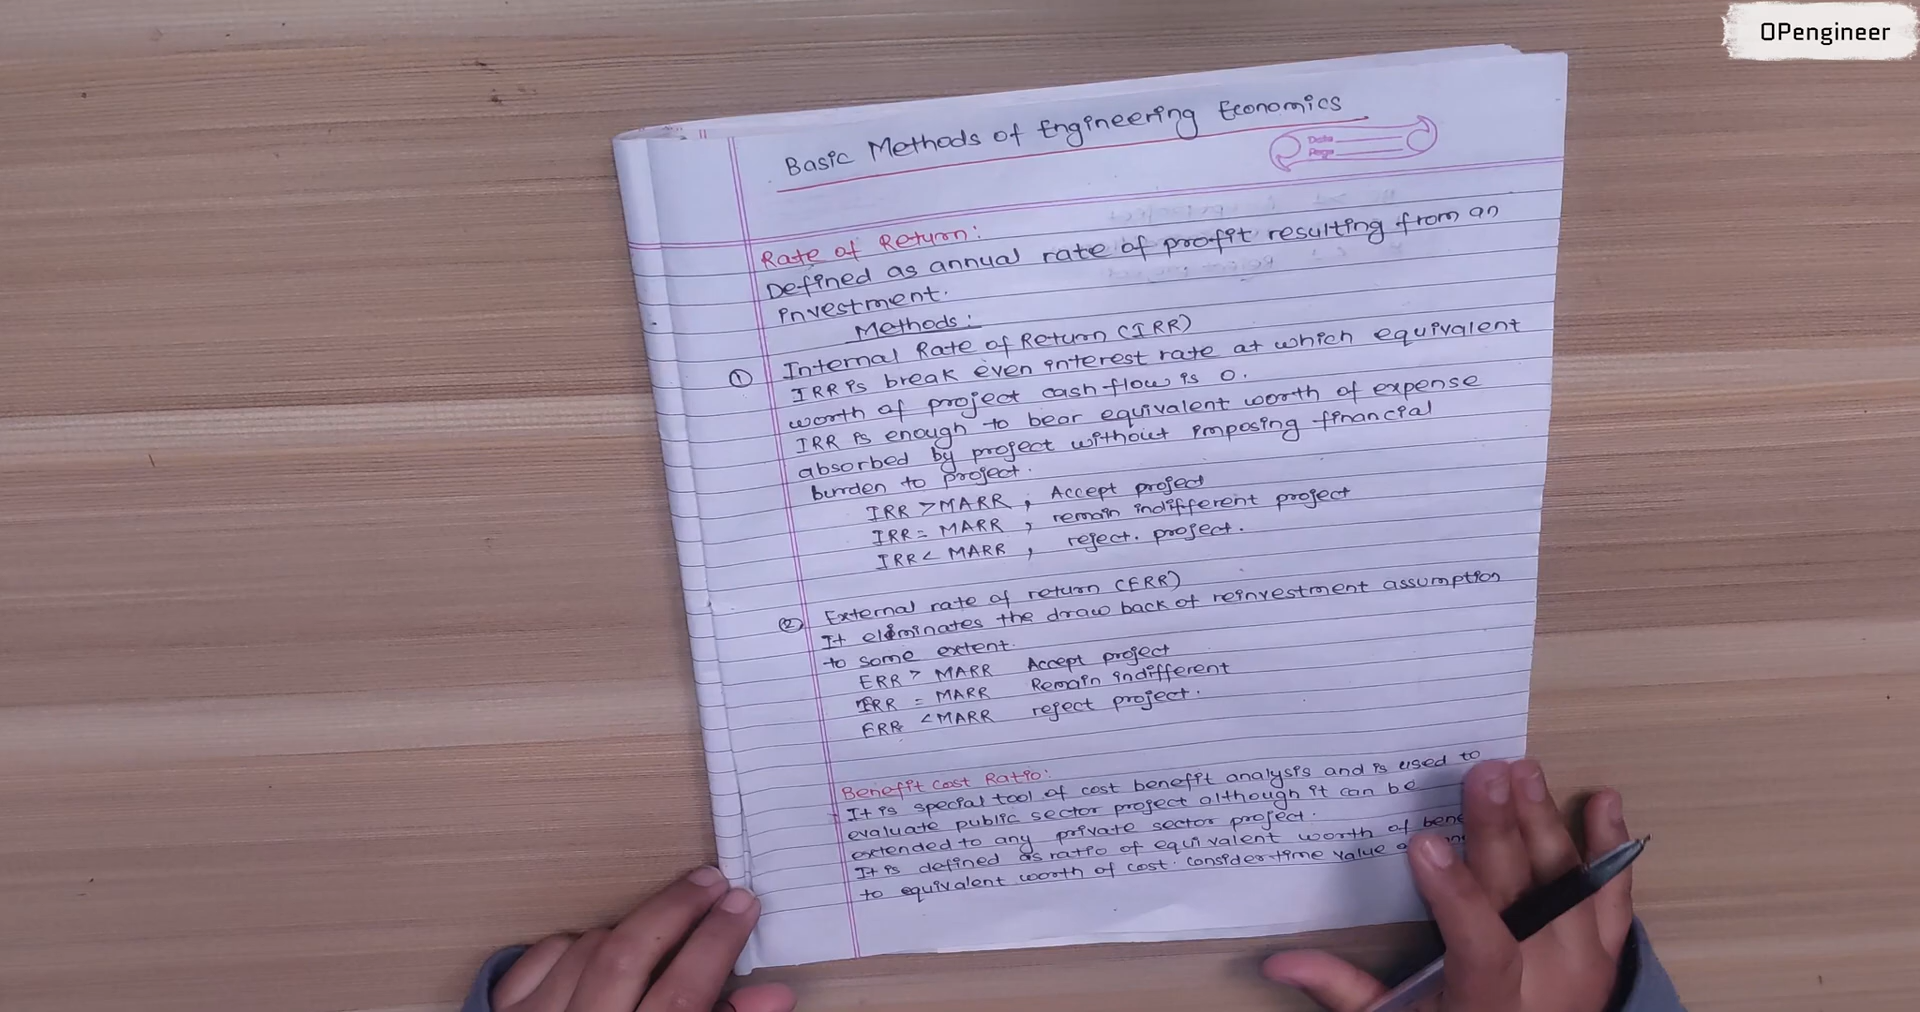 OPengineer
Basic Methods of Engineering Economics
Date
Page
Rate of Return:
Defined as annual rate of profit resulting from an
investment.
Methods:
① Internal Rate of Return (IRR)
IRR is break even interest rate at which equivalent
worth of project cash flow is 0.
IRR is enough to bear equivalent worth of expense
absorbed by project without imposing financial
burden to project.
IRR > MARR , Accept project
IRR = MARR , remain indifferent project
IRR < MARR , reject. project.
② External rate of return (ERR)
It eliminates the draw back of reinvestment assumption
to some extent.
ERR > MARR Accept project
ERR = MARR Remain indifferent
ERR < MARR reject project.
Benefit Cost Ratio:
It is special tool of cost benefit analysis and is used to
evaluate public sector project although it can be
extended to any private sector project.
It is defined as ratio of equivalent worth of
to equivalent worth of cost. consider time value